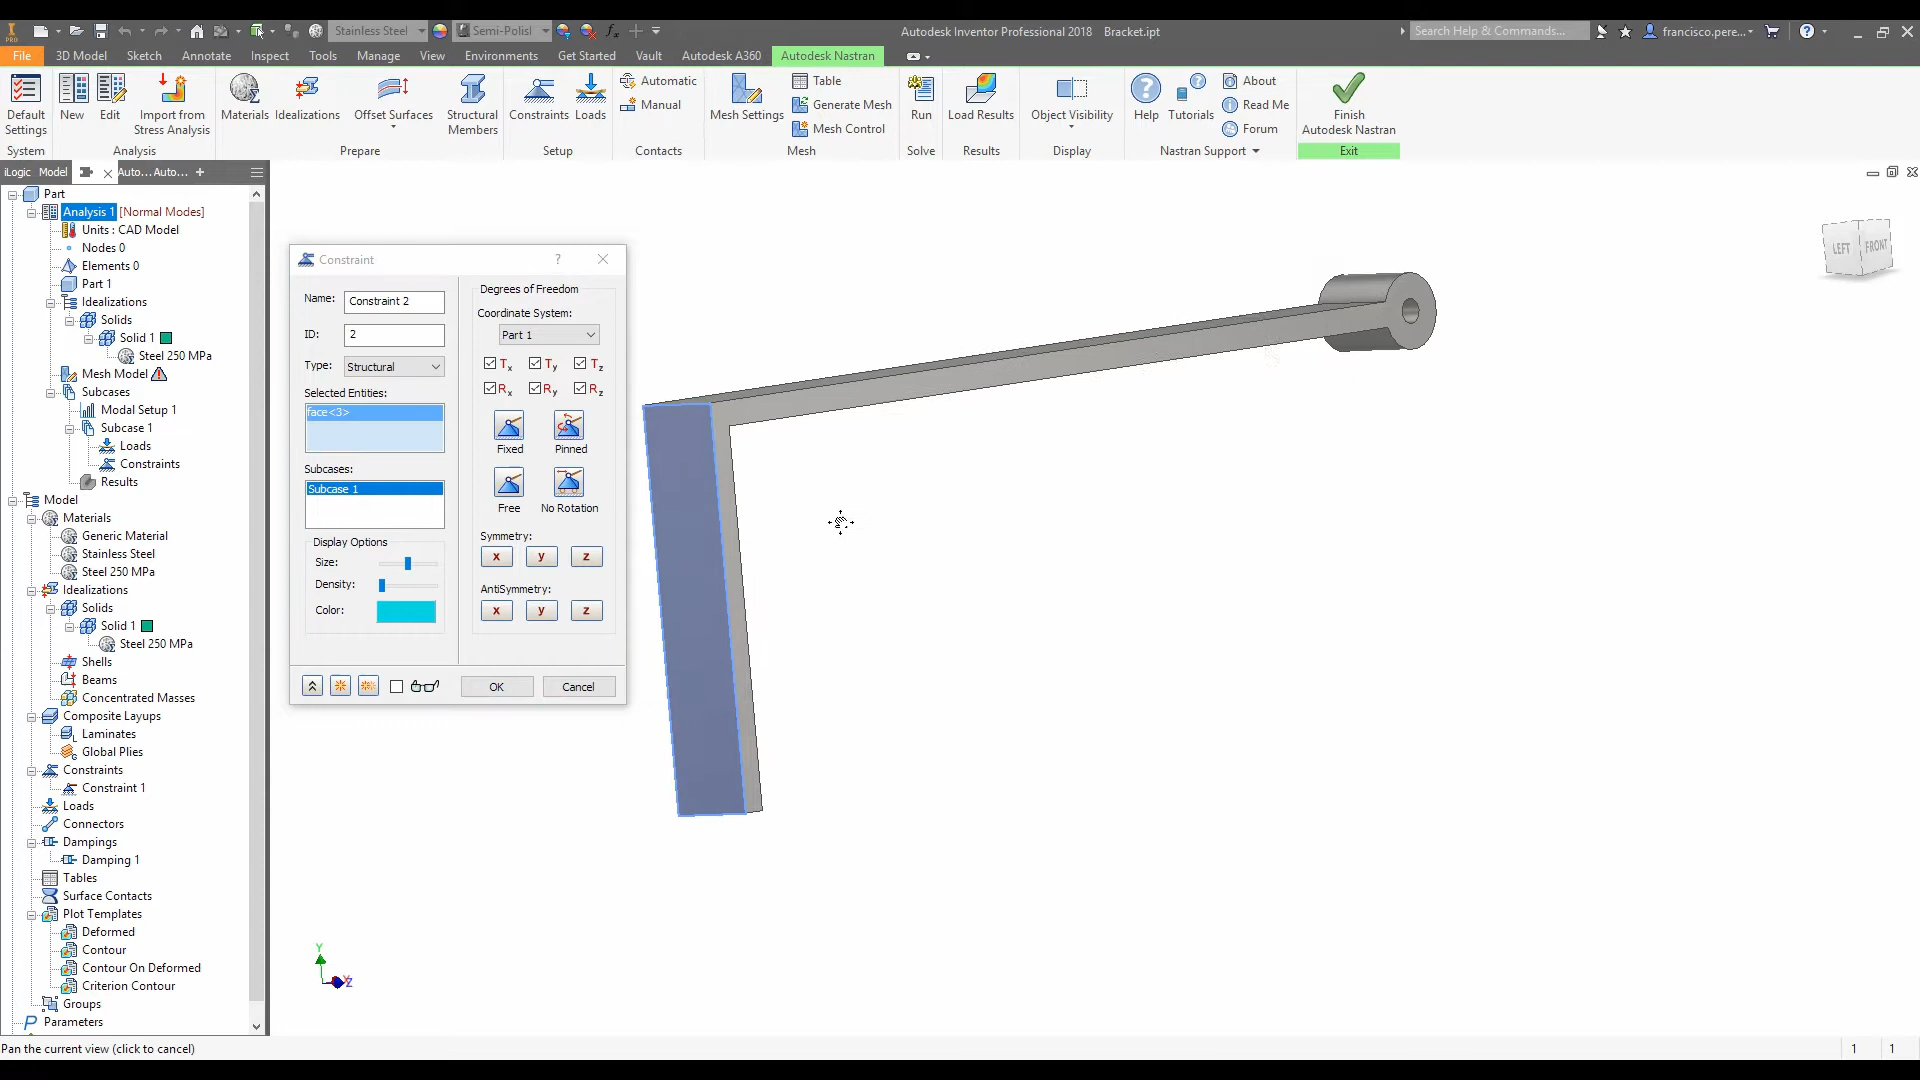 Stainless Steel
Semi-Polisl
Autodesk Inventor Professional 2018 Bracket.ipt
Search Help & Commands...
francisco.pere...
File 3D Model Sketch Annotate Inspect Tools Manage View Environments Get Started Vault Autodesk A360 Autodesk Nastran
Default Settings
New
Edit
Import from Stress Analysis
Materials
Idealizations
Offset Surfaces
Structural Members
Constraints
Loads
Automatic
Manual
Mesh Settings
Table
Generate Mesh
Mesh Control
Run
Load Results
Object Visibility
Help
Tutorials
About
Read Me
Forum
Finish Autodesk Nastran
System Analysis Prepare Setup Contacts Mesh Solve Results Display Nastran Support Exit
iLogic Model Auto... Auto... +
Part
Analysis 1 [Normal Modes]
Units : CAD Model
Nodes 0
Elements 0
Part 1
Idealizations
Solids
Solid 1
Steel 250 MPa
Mesh Model
Subcases
Modal Setup 1
Subcase 1
Loads
Constraints
Results
Model
Materials
Generic Material
Stainless Steel
Steel 250 MPa
Idealizations
Solids
Solid 1
Steel 250 MPa
Shells
Beams
Concentrated Masses
Composite Layups
Laminates
Global Plies
Constraints
Constraint 1
Loads
Connectors
Dampings
Damping 1
Tables
Surface Contacts
Plot Templates
Deformed
Contour
Contour On Deformed
Criterion Contour
Groups
Parameters
Constraint ?
Name: Constraint 2
ID: 2
Type: Structural
Selected Entities:
face<3>
Subcases:
Subcase 1
Display Options
Size:
Density:
Color:
Degrees of Freedom
Coordinate System:
Part 1
Tx Ty Tz
Rx Ry Rz
Fixed Pinned
Free No Rotation
Symmetry:
x y z
AntiSymmetry:
x y z
OK Cancel
LEFT FRONT
Y
Z
Pan the current view (click to cancel)
1 1